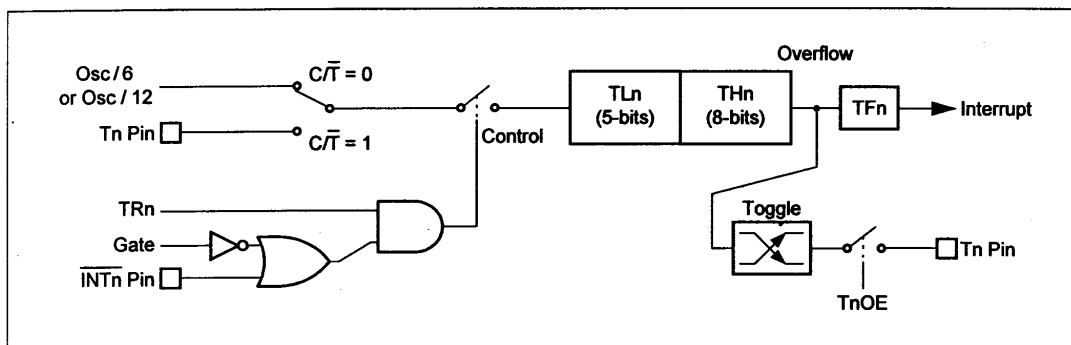 Overflow
Osc/6
or Osc/12
C/T̅ = 0
TLn
(5-bits)
THn
(8-bits)
TFn
Interrupt
Tn Pin
C/T̅ = 1
Control
TRn
Gate
I̅N̅T̅n̅ Pin
Toggle
Tn Pin
TnOE